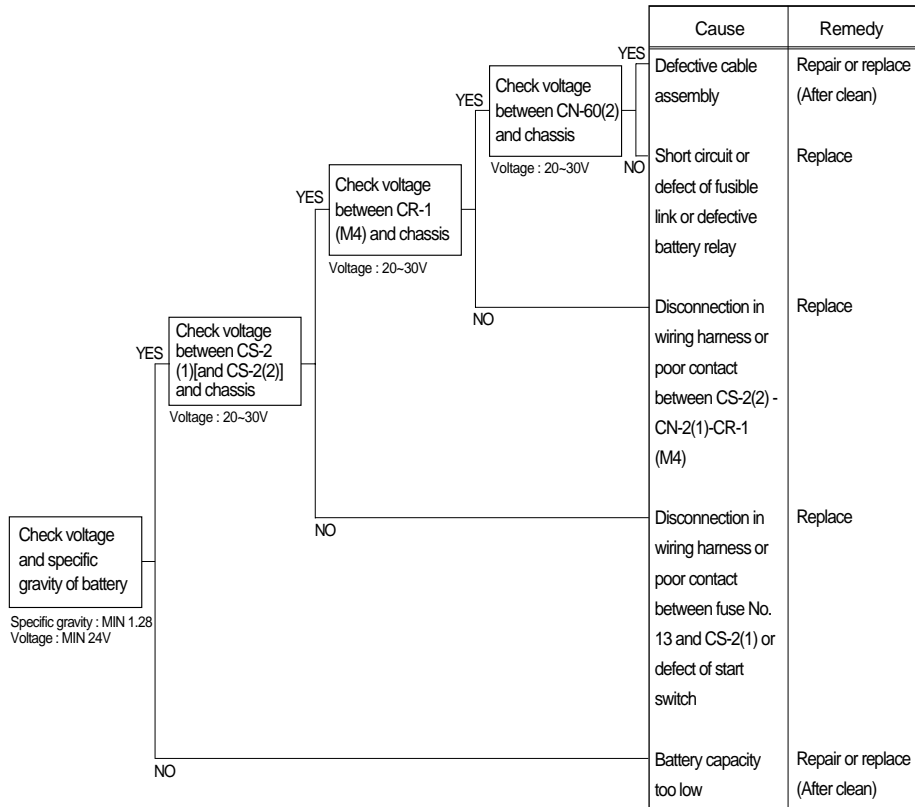 Cause
Remedy
YES
Defective cable
assembly
Repair or replace
(After clean)
YES
Check voltage
between CN-60(2)
and chassis
Voltage : 20~30V
NO
Short circuit or
defect of fusible
link or defective
battery relay
Replace
YES
Check voltage
between CR-1
(M4) and chassis
Voltage : 20~30V
NO
Disconnection in
wiring harness or
poor contact
between CS-2(2) -
CN-2(1)-CR-1
(M4)
Replace
YES
Check voltage
between CS-2
(1)[and CS-2(2)]
and chassis
Voltage : 20~30V
NO
Disconnection in
wiring harness or
poor contact
between fuse No.
13 and CS-2(1) or
defect of start
switch
Replace
Check voltage
and specific
gravity of battery
Specific gravity : MIN 1.28
Voltage : MIN 24V
NO
Battery capacity
too low
Repair or replace
(After clean)